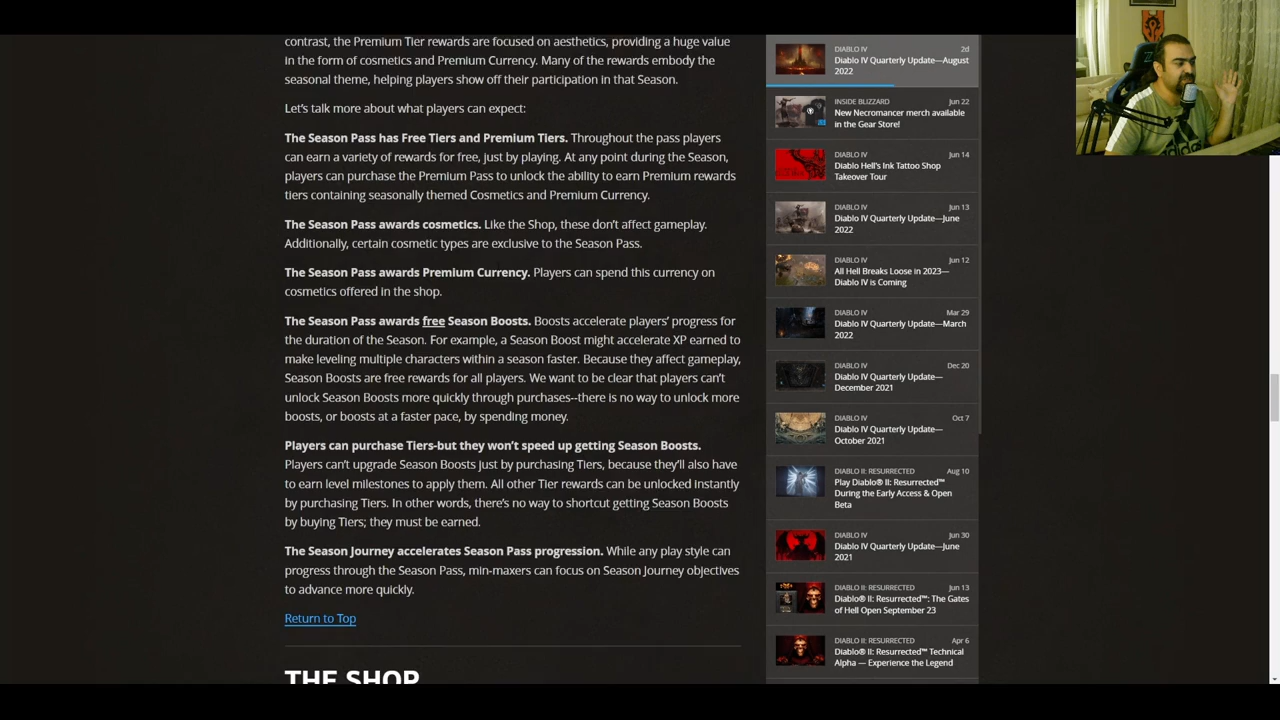 contrast, the Premium Tier rewards are focused on aesthetics, providing a huge value
in the form of cosmetics and Premium Currency. Many of the rewards embody the
seasonal theme, helping players show off their participation in that Season.
Let's talk more about what players can expect:
The Season Pass has Free Tiers and Premium Tiers. Throughout the pass players
can earn a variety of rewards for free, just by playing. At any point during the Season,
players can purchase the Premium Pass to unlock the ability to earn Premium rewards
tiers containing seasonally themed Cosmetics and Premium Currency.
The Season Pass awards cosmetics. Like the Shop, these don't affect gameplay.
Additionally, certain cosmetic types are exclusive to the Season Pass.
The Season Pass awards Premium Currency. Players can spend this currency on
cosmetics offered in the shop.
The Season Pass awards free Season Boosts. Boosts accelerate players' progress for
the duration of the Season. For example, a Season Boost might accelerate XP earned to
make leveling multiple characters within a season faster. Because they affect gameplay,
Season Boosts are free rewards for all players. We want to be clear that players can't
unlock Season Boosts more quickly through purchases--there is no way to unlock more
boosts, or boosts at a faster pace, by spending money.
Players can purchase Tiers-but they won't speed up getting Season Boosts.
Players can't upgrade Season Boosts just by purchasing Tiers, because they'll also have
to earn level milestones to apply them. All other Tier rewards can be unlocked instantly
by purchasing Tiers. In other words, there's no way to shortcut getting Season Boosts
by buying Tiers; they must be earned.
The Season Journey accelerates Season Pass progression. While any play style can
progress through the Season Pass, min-maxers can focus on Season Journey objectives
to advance more quickly.
Return to Top
THE SHOP
DIABLO IV 2d
Diablo IV Quarterly Update—August
2022
INSIDE BLIZZARD Jun 22
New Necromancer merch available
in the Gear Store!
DIABLO IV Jun 14
Diablo Hell's Ink Tattoo Shop
Takeover Tour
DIABLO IV Jun 13
Diablo IV Quarterly Update—June
2022
DIABLO IV Jun 12
All Hell Breaks Loose in 2023—
Diablo IV is Coming
DIABLO IV Mar 29
Diablo IV Quarterly Update—March
2022
DIABLO IV Dec 20
Diablo IV Quarterly Update—
December 2021
DIABLO IV Oct 7
Diablo IV Quarterly Update—
October 2021
DIABLO II: RESURRECTED Aug 10
Play Diablo® II: Resurrected™
During the Early Access & Open
Beta
DIABLO IV Jun 30
Diablo IV Quarterly Update—June
2021
DIABLO II: RESURRECTED Jun 13
Diablo® II: Resurrected™: The Gates
of Hell Open September 23
DIABLO II: RESURRECTED Apr 6
Diablo® II: Resurrected™ Technical
Alpha — Experience the Legend
adidas